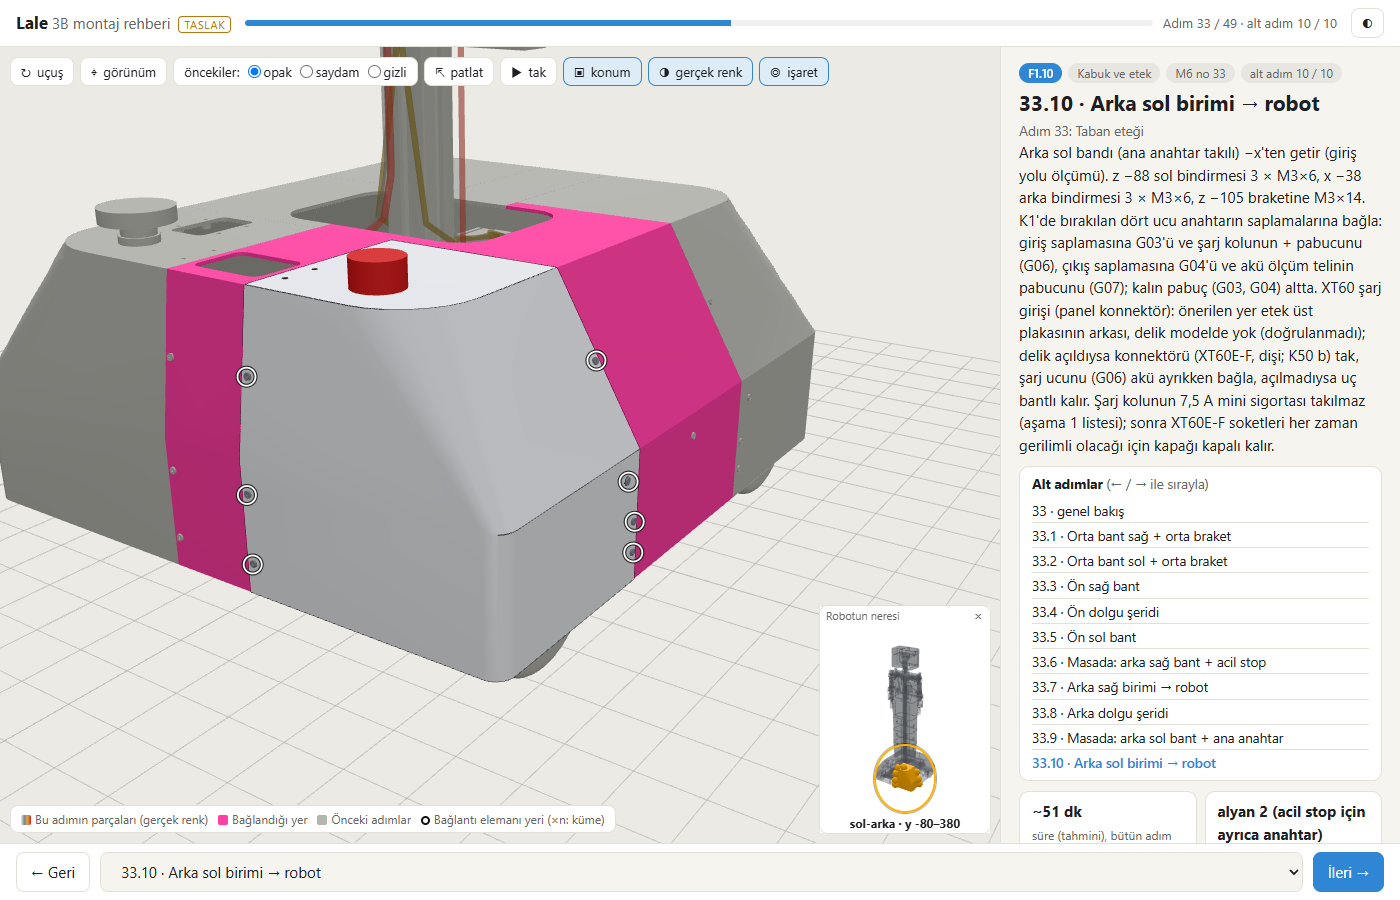 Lale 3B montaj rehberi TASLAK
Adım 33 / 49 · alt adım 10 / 10
↻ uçuş
⌖ görünüm
öncekiler: opak saydam gizli
⇱ patlat
▶ tak
▣ konum
◑ gerçek renk
◎ işaret
F1.10 Kabuk ve etek M6 no 33 alt adım 10 / 10
33.10 · Arka sol birimi → robot
Adım 33: Taban eteği
Arka sol bandı (ana anahtar takılı) −x'ten getir (giriş
yolu ölçümü). z −88 sol bindirmesi 3 × M3×6, x −38
arka bindirmesi 3 × M3×6, z −105 braketine M3×14.
K1'de bırakılan dört ucu anahtarın saplamalarına bağla:
giriş saplamasına G03'ü ve şarj kolunun + pabucunu
(G06), çıkış saplamasına G04'ü ve akü ölçüm telinin
pabucunu (G07); kalın pabuç (G03, G04) altta. XT60 şarj
girişi (panel konnektör): önerilen yer etek üst
plakasının arkası, delik modelde yok (doğrulanmadı);
delik açıldıysa konnektörü (XT60E-F, dişi; K50 b) tak,
şarj ucunu (G06) akü ayrıkken bağla, açılmadıysa uç
bantlı kalır. Şarj kolunun 7,5 A mini sigortası takılmaz
(aşama 1 listesi); sonra XT60E-F soketleri her zaman
gerilimli olacağı için kapağı kapalı kalır.
Alt adımlar (← / → ile sırayla)
33 · genel bakış
33.1 · Orta bant sağ + orta braket
33.2 · Orta bant sol + orta braket
33.3 · Ön sağ bant
33.4 · Ön dolgu şeridi
33.5 · Ön sol bant
33.6 · Masada: arka sağ bant + acil stop
33.7 · Arka sağ birimi → robot
33.8 · Arka dolgu şeridi
33.9 · Masada: arka sol bant + ana anahtar
33.10 · Arka sol birimi → robot
~51 dk
süre (tahmini), bütün adım
alyan 2 (acil stop için
ayrıca anahtar)
Robotun neresi ×
sol-arka · y -80–380
Bu adımın parçaları (gerçek renk) Bağlandığı yer Önceki adımlar Bağlantı elemanı yeri (×n: küme)
← Geri
33.10 · Arka sol birimi → robot
İleri →